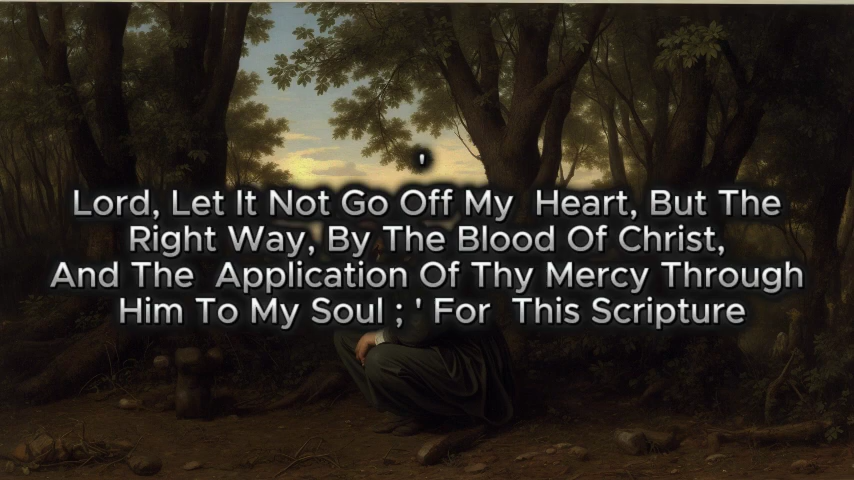 '
Lord, Let It Not Go Off My  Heart, But The
Right Way, By The Blood Of Christ,
And The  Application Of Thy Mercy Through
Him To My Soul ; ' For  This Scripture